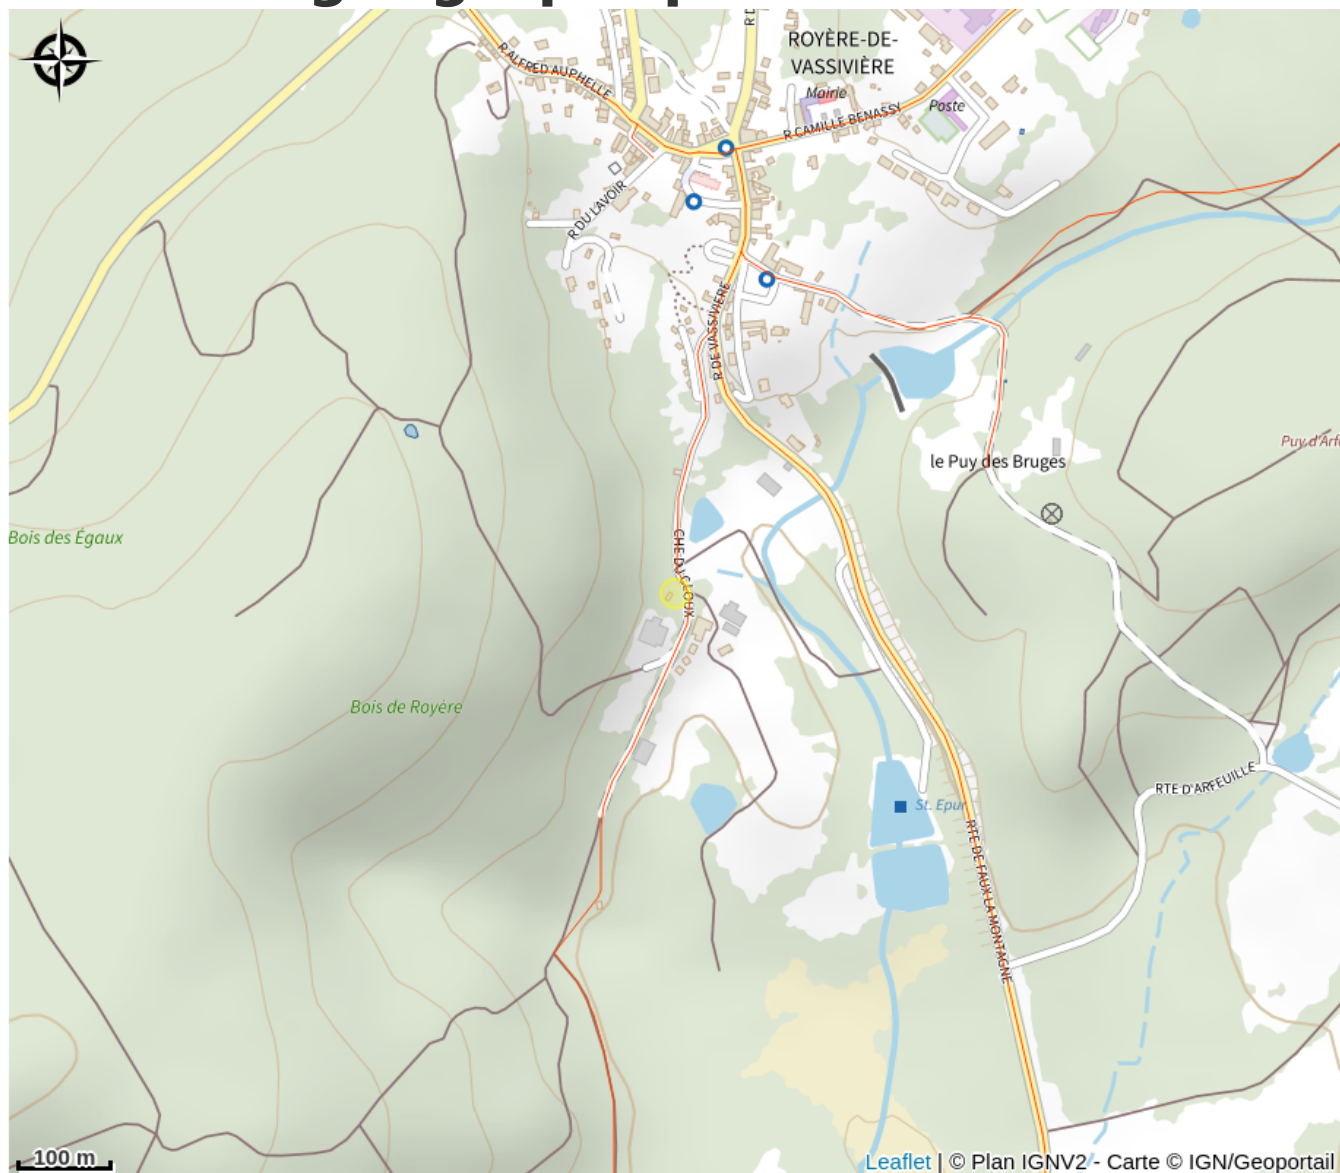 R ALFRED AUPHELLE
R D
ROYÈRE-DE-
VASSIVIÈRE
Mairie
Poste
R CAMILLE BENASSY
R DU LAVOIR
R DE VASSIVIERE
Puy d'Arf
le Puy des Bruges
Bois des Égaux
CHE DU CLOUX
Bois de Royère
RTE D'ARFEUILLE
St. Epur
RTE DE FAUX LA MONTAGNE
100 m
Leaflet | © Plan IGNV2 - Carte © IGN/Geoportail